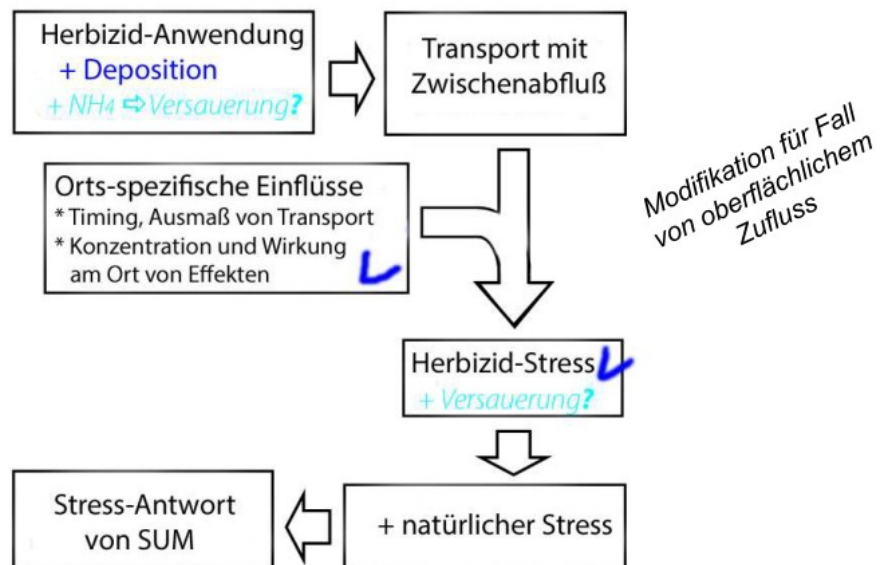 Herbizid-Anwendung
+ Deposition
+ NH4 ⇨ Versauerung?
Transport mit
Zwischenabfluß
Modifikation für Fall
von oberflächlichem
Zufluss
Orts-spezifische Einflüsse
* Timing, Ausmaß von Transport
* Konzentration und Wirkung
am Ort von Effekten
Herbizid-Stress
+ Versauerung?
Stress-Antwort
von SUM
+ natürlicher Stress